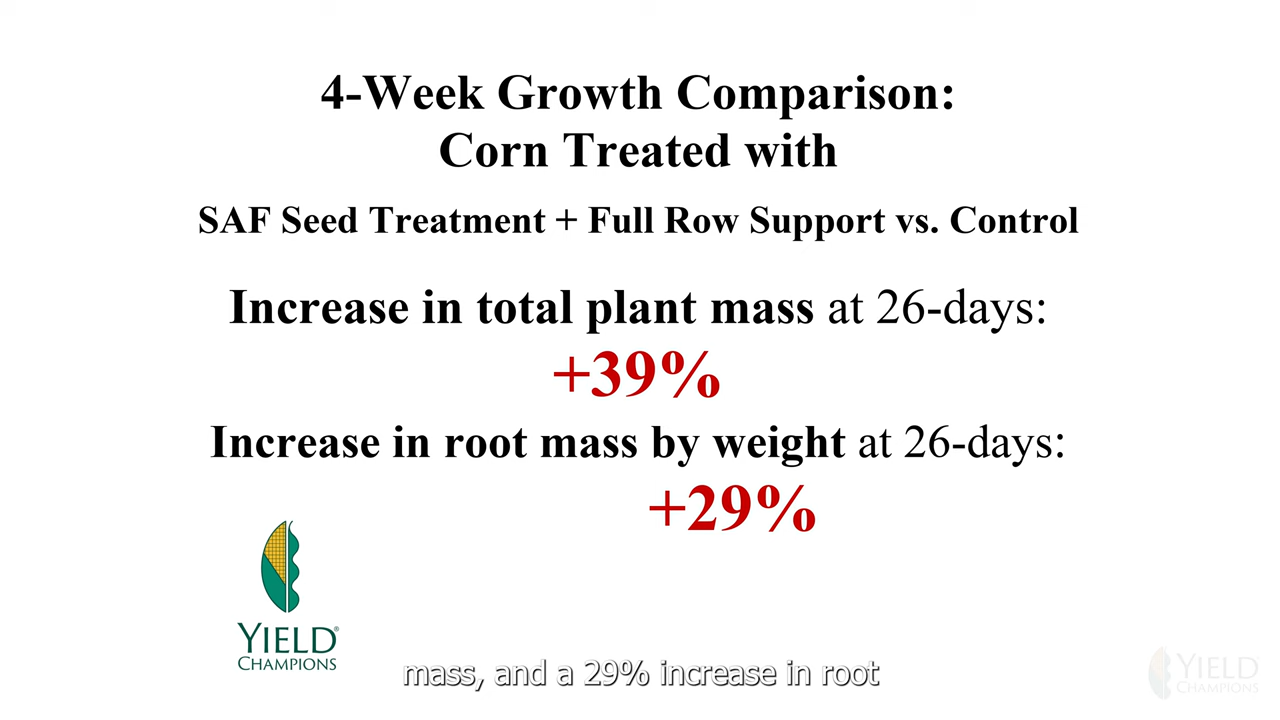 4-Week Growth Comparison:
Corn Treated with
SAF Seed Treatment + Full Row Support vs. Control
Increase in total plant mass at 26-days:
+39%
Increase in root mass by weight at 26-days:
+29%
YIELD®
CHAMPIONS
mass, and a 29% increase in root
YIELD
CHAMPIONS